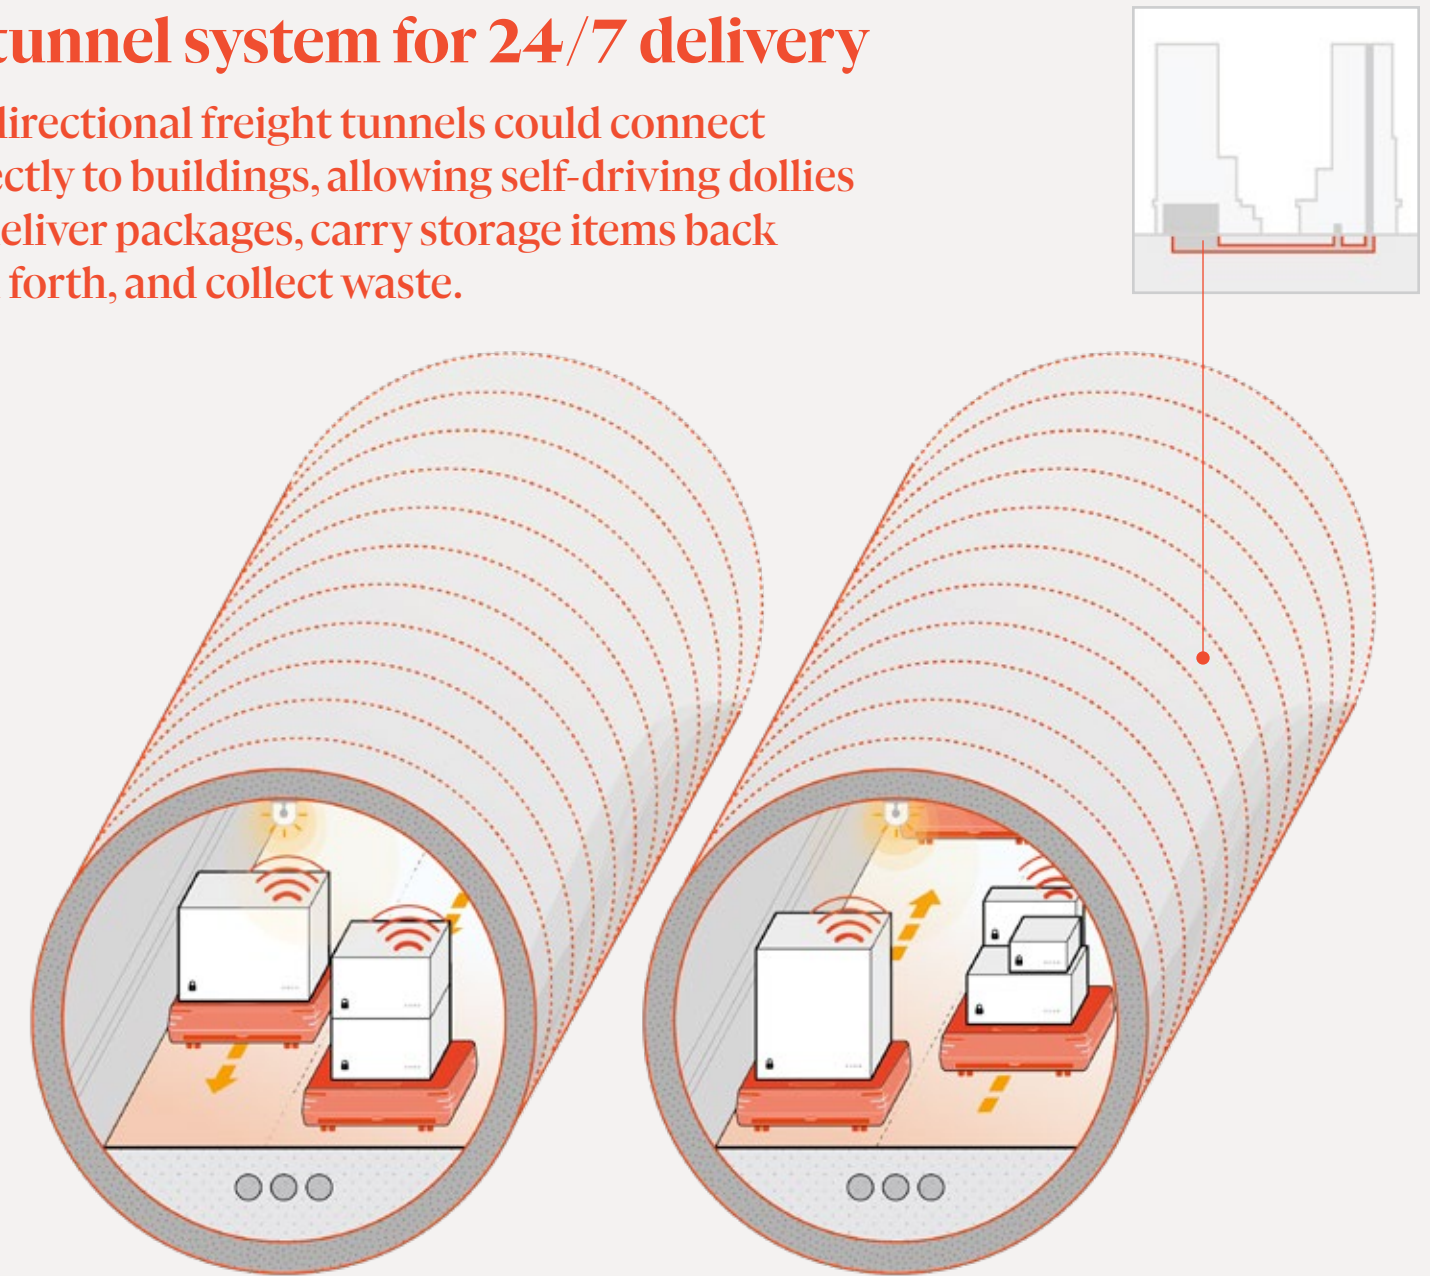 tunnel system for 24/7 delivery
directional freight tunnels could connect
ectly to buildings, allowing self-driving dollies
eliver packages, carry storage items back
forth, and collect waste.